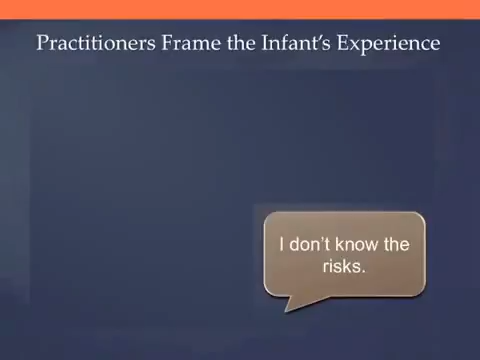 Practitioners Frame the Infant’s Experience
I don’t know the
risks.